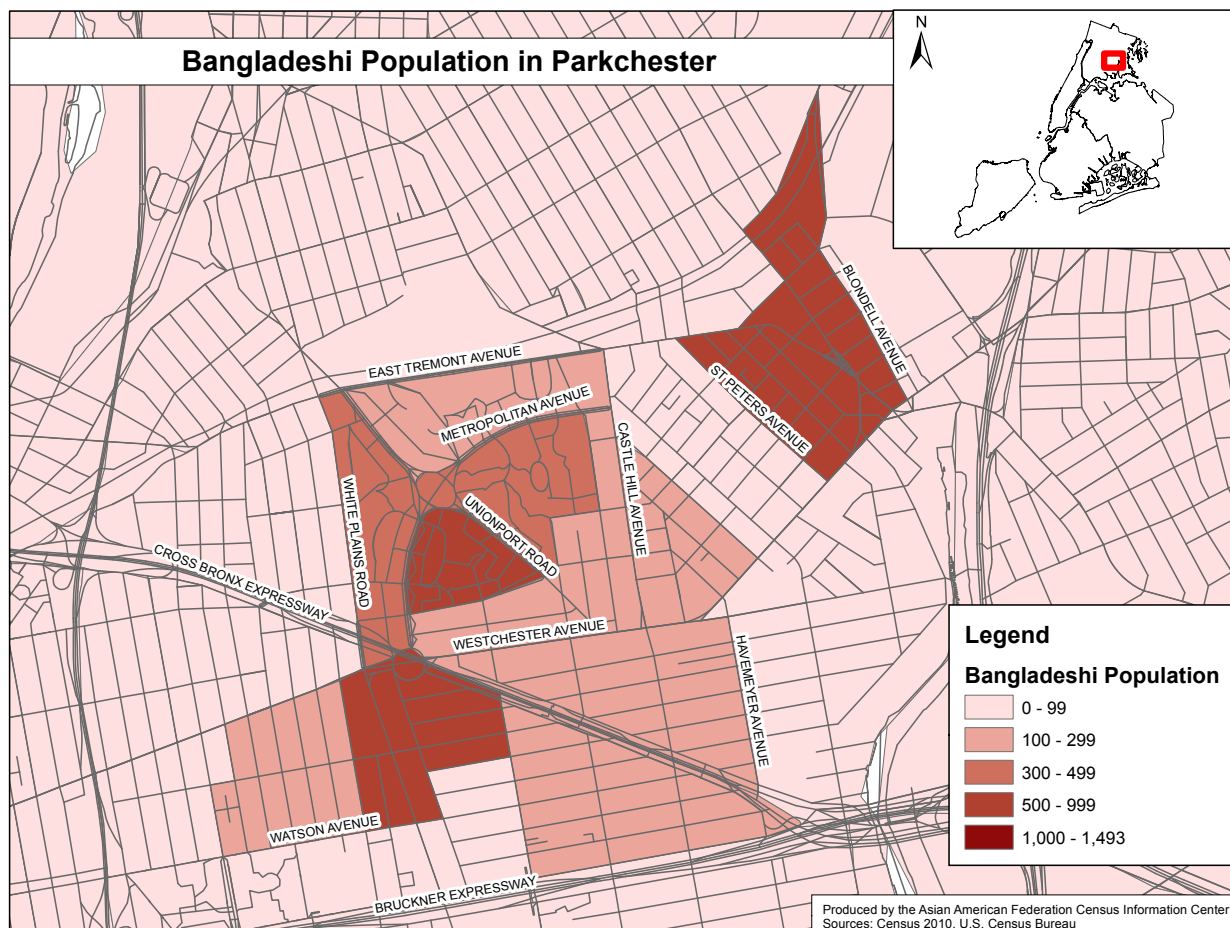 Bangladeshi Population in Parkchester
N
BLONDELL AVENUE
EAST TREMONT AVENUE
ST PETERS AVENUE
METROPOLITAN AVENUE
CASTLE HILL AVENUE
WHITE PLAINS ROAD
UNIONPORT ROAD
CROSS BRONX EXPRESSWAY
WESTCHESTER AVENUE
HAVEMEYER AVENUE
WATSON AVENUE
BRUCKNER EXPRESSWAY
Legend
Bangladeshi Population
0 - 99
100 - 299
300 - 499
500 - 999
1,000 - 1,493
Produced by the Asian American Federation Census Information Center
Sources: Census 2010, U.S. Census Bureau